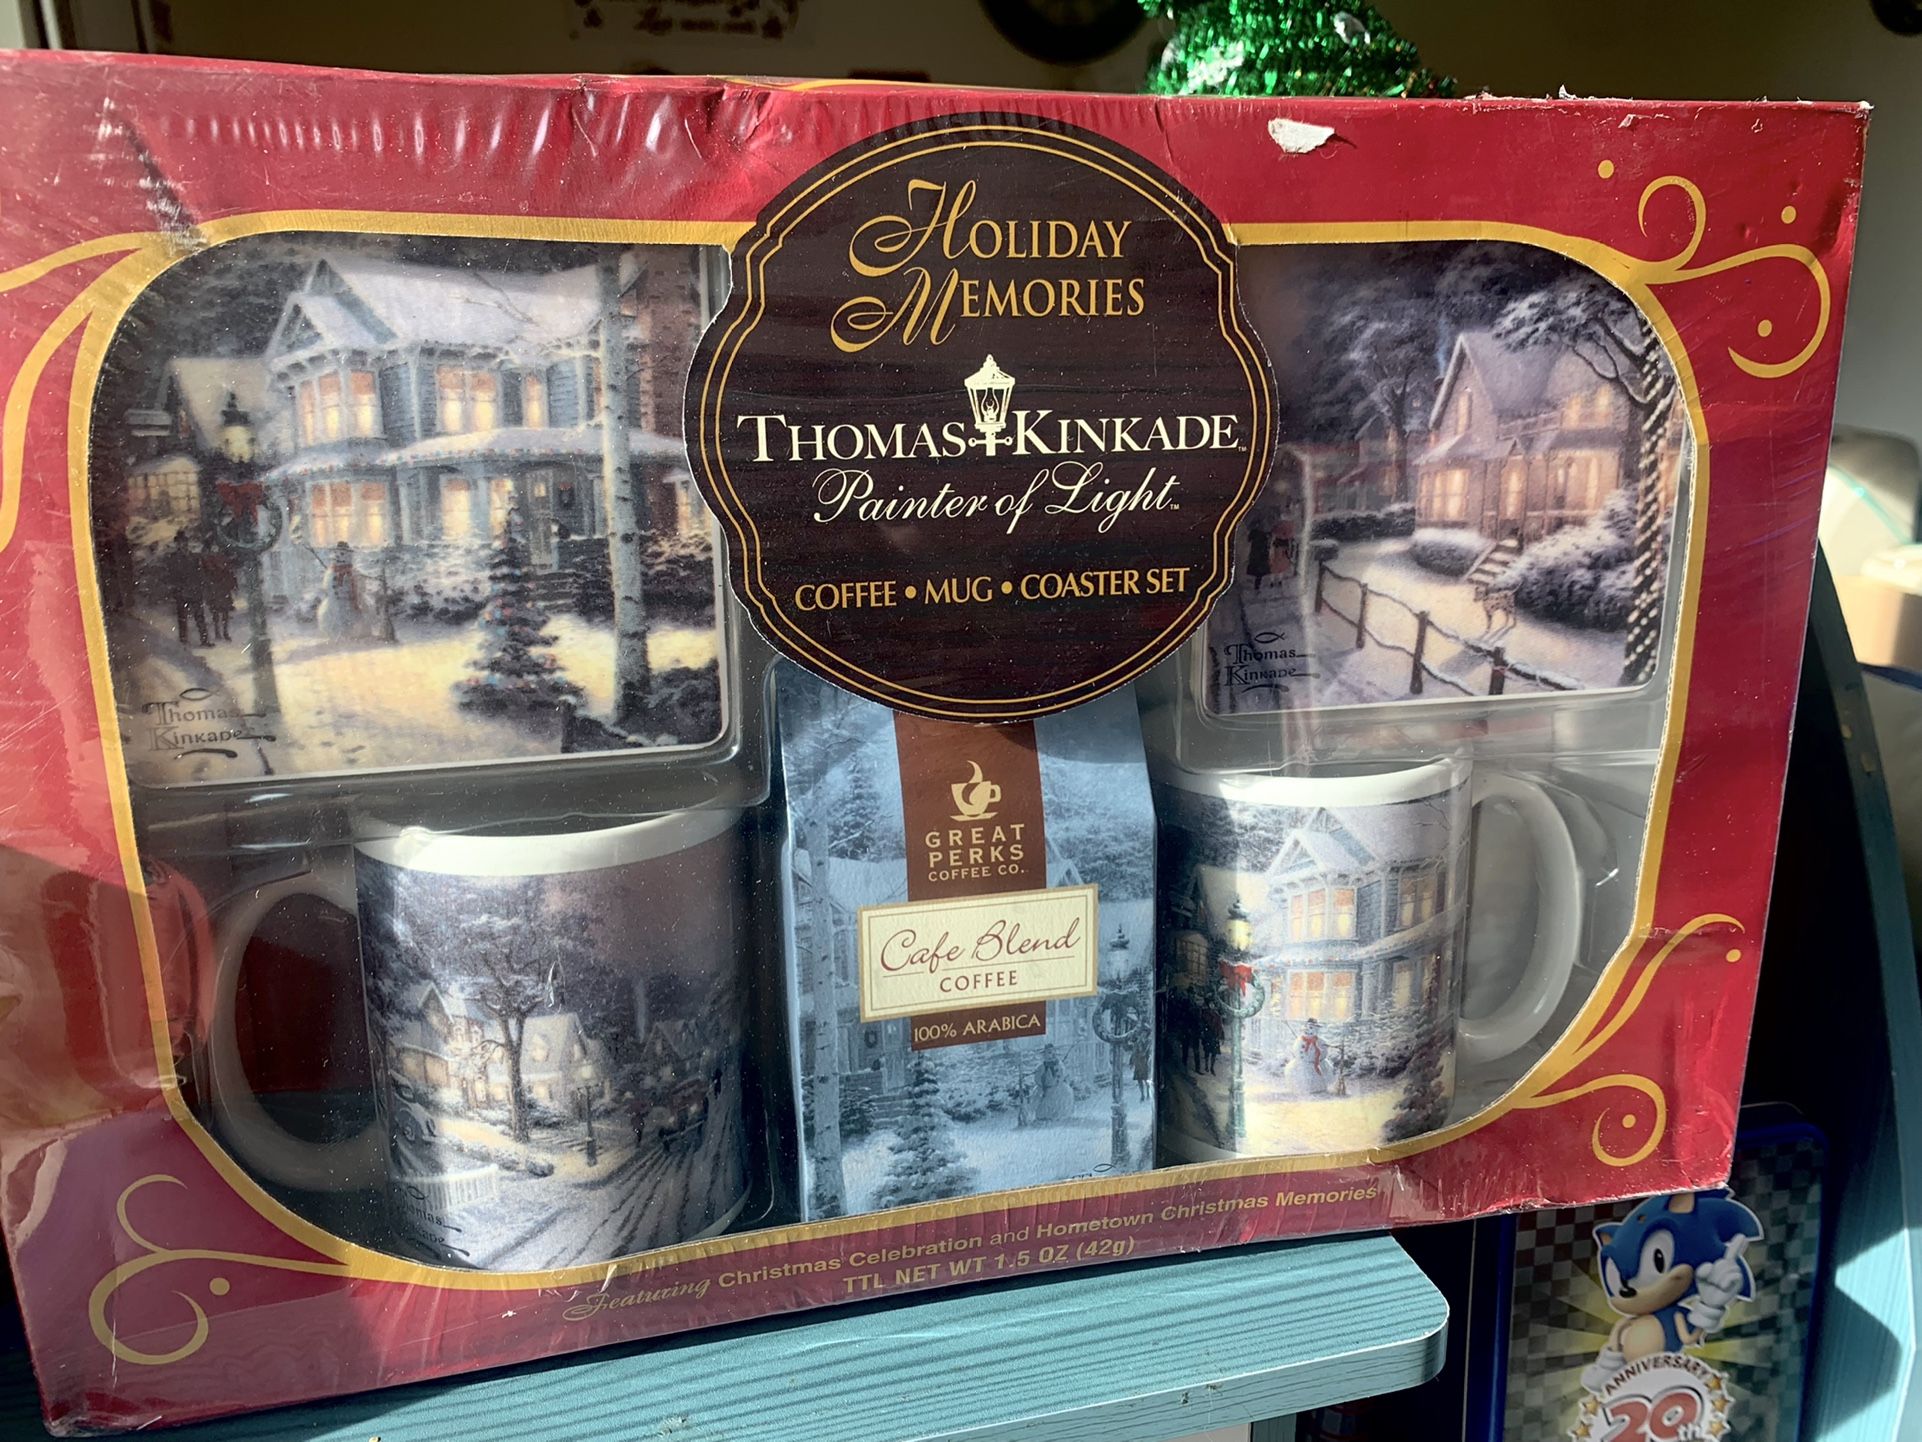 HOLIDAY
MEMORIES
THOMAS KINKADE™
Painter of Light™
COFFEE • MUG • COASTER SET
Thomas
Kinkade
Thomas
Kinkade
GREAT
PERKS
COFFEE CO.
Cafe Blend
COFFEE
100% ARABICA
Featuring Christmas Celebration and Hometown Christmas Memories
TTL NET WT 1.5 OZ (42g)
ANNIVERSARY
20th